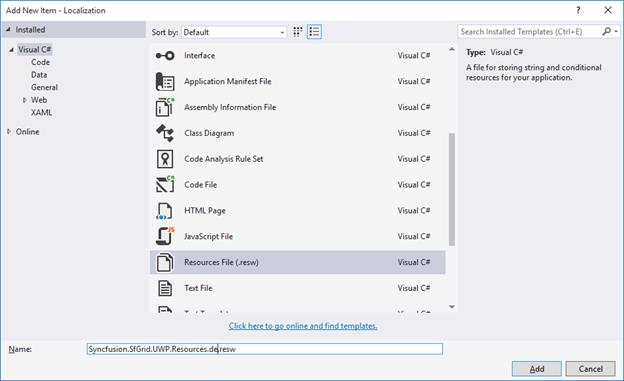 Add New Item - Localization
? ×
Installed
Sort by: Default
Search Installed Templates (Ctrl+E)
Visual C#
Code
Data
General
Web
XAML
Online
Interface Visual C#
Application Manifest File Visual C#
Assembly Information File Visual C#
Class Diagram Visual C#
Code Analysis Rule Set Visual C#
Code File Visual C#
HTML Page Visual C#
JavaScript File Visual C#
Resources File (.resw) Visual C#
Text File Visual C#
Type: Visual C#
A file for storing string and conditional
resources for your application.
Click here to go online and find templates.
Name: Syncfusion.SfGrid.UWP.Resources.de.resw
Add Cancel